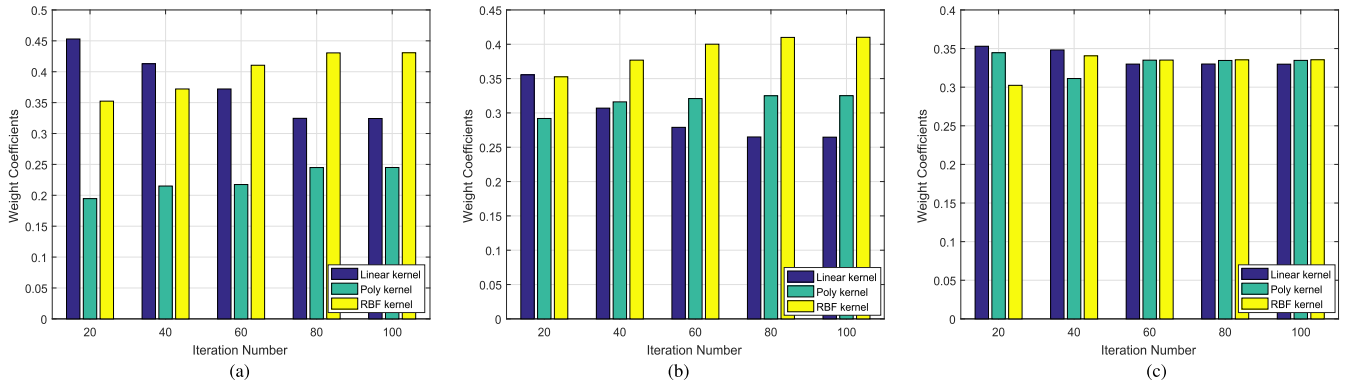 0.5
0.45
0.4
0.35
0.3
0.25
0.2
0.15
0.1
0.05
0
Weight Coefficients
20 40 60 80 100
Iteration Number
Linear kernel
Poly kernel
RBF kernel
(a)
0.45
0.4
0.35
0.3
0.25
0.2
0.15
0.1
0.05
0
Weight Coefficients
20 40 60 80 100
Iteration Number
Linear kernel
Poly kernel
RBF kernel
(b)
0.4
0.35
0.3
0.25
0.2
0.15
0.1
0.05
0
Weight Coefficients
20 40 60 80 100
Iteration Number
Linear kernel
Poly kernel
RBF kernel
(c)